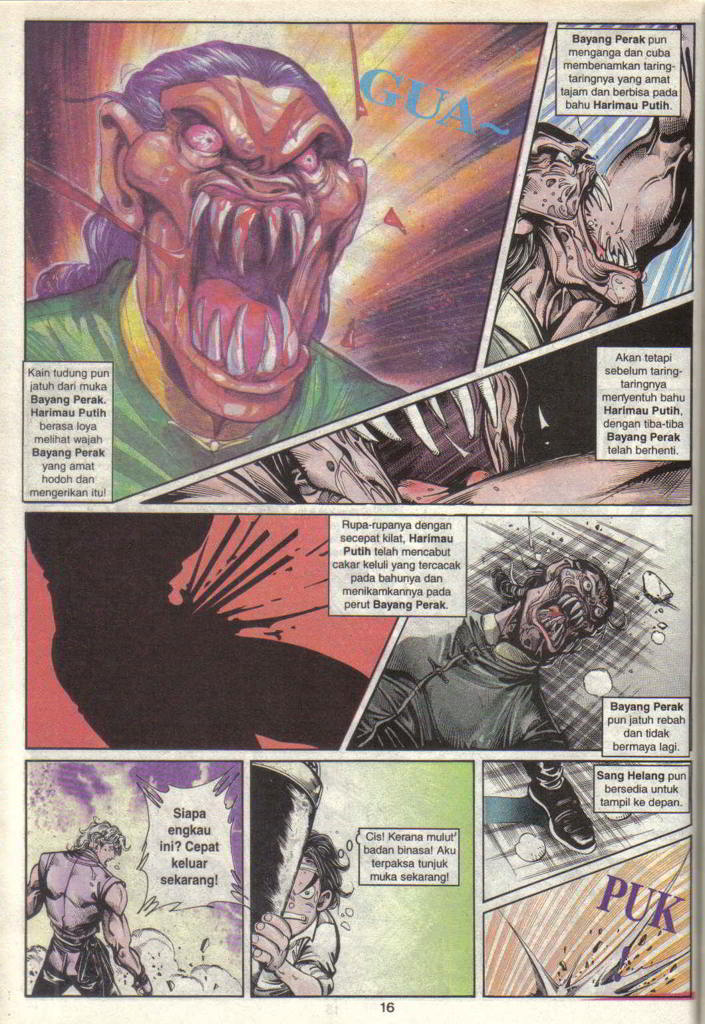 GUA~
Kain tudung pun
jatuh dari muka
Bayang Perak.
Harimau Putih
berasa loya
melihat wajah
Bayang Perak
yang amat
hodoh dan
mengerikan itu!
Bayang Perak pun
menganga dan cuba
membenamkan taring-
taringnya yang amat
tajam dan berbisa pada
bahu Harimau Putih.
Akan tetapi
sebelum taring-
taringnya
menyentuh bahu
Harimau Putih,
dengan tiba-tiba
Bayang Perak
telah berhenti.
Rupa-rupanya dengan
secepat kilat, Harimau
Putih telah mencabut
cakar keluli yang tercacak
pada bahunya dan
menikamkannya pada
perut Bayang Perak.
Bayang Perak
pun jatuh rebah
dan tidak
bermaya lagi.
Siapa
engkau
ini? Cepat
keluar
sekarang!
Cis! Kerana mulut
badan binasa! Aku
terpaksa tunjuk
muka sekarang!
Sang Helang pun
bersedia untuk
tampil ke depan.
PUK
16